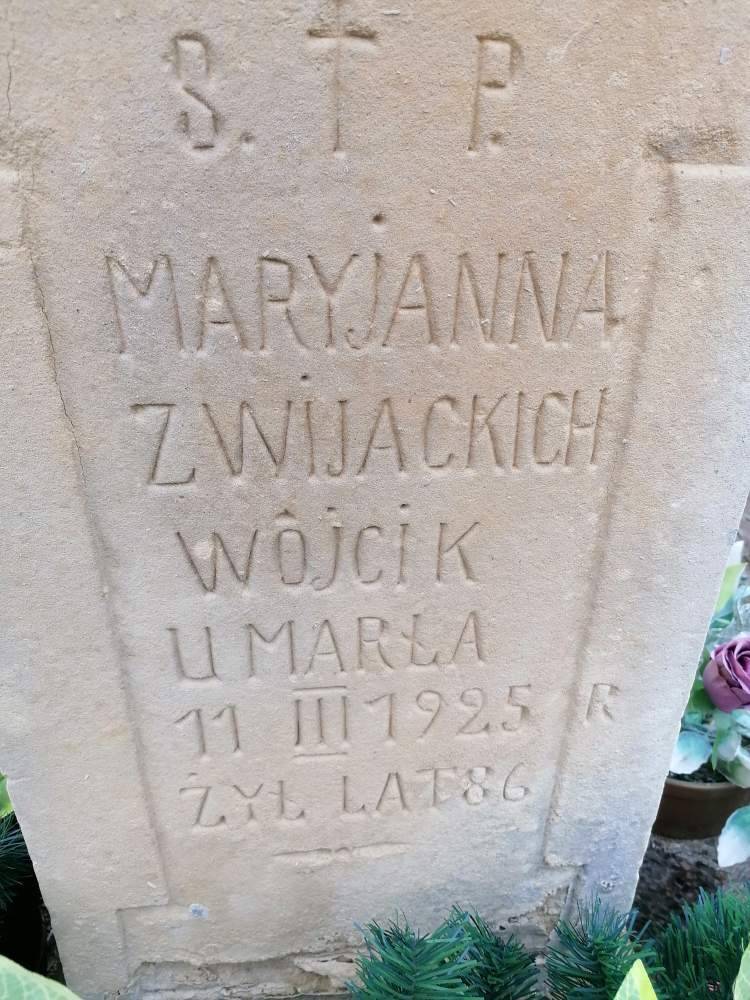 S. T P.
MARYJANNA
Z WIJACKICH
WÔJCIK
UMARŁA
11 III 1925 R
ŻYŁ LAT 86